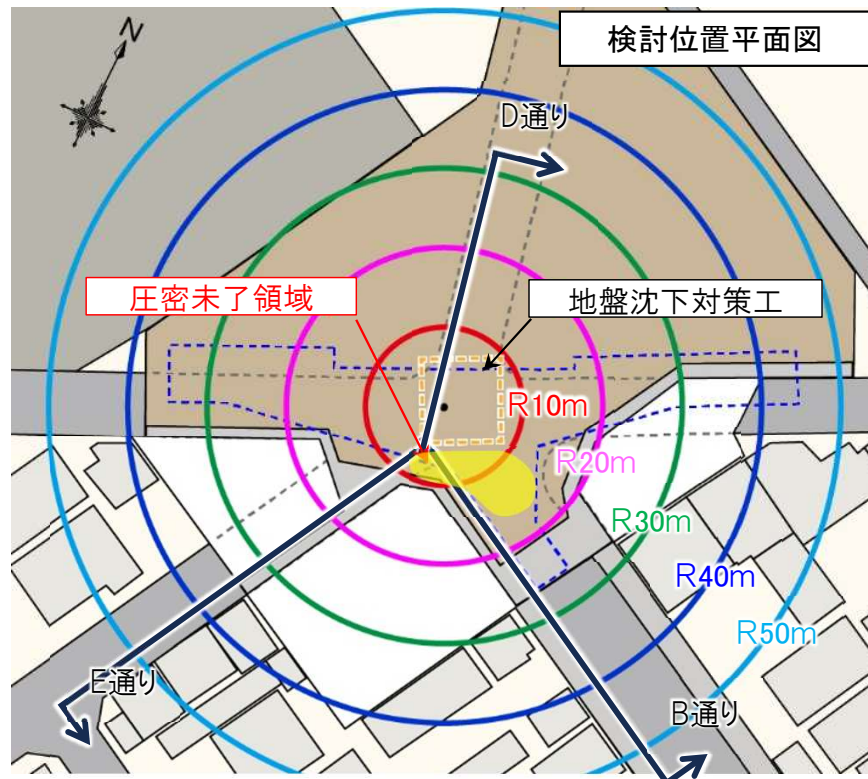 検討位置平面図
N
D通り
圧密未了領域
地盤沈下対策工
R10m
R20m
R30m
R40m
R50m
E通り
B通り